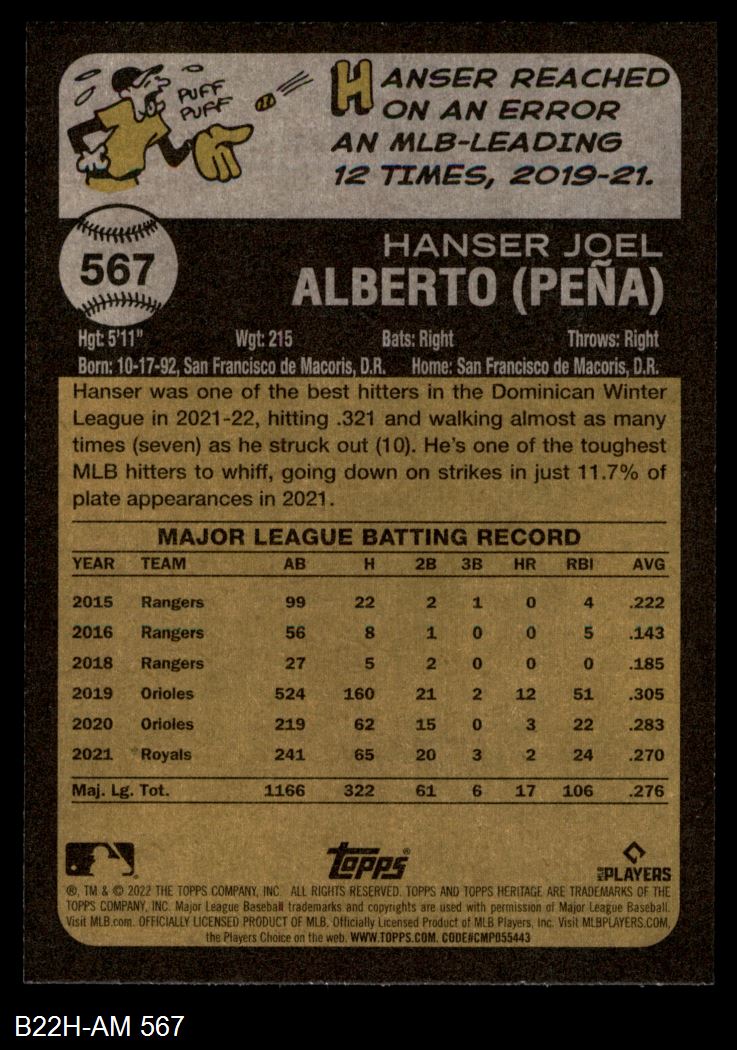 PUFF
PUFF
HANSER REACHED
ON AN ERROR
AN MLB-LEADING
12 TIMES, 2019-21.
567
HANSER JOEL
ALBERTO (PEÑA)
Hgt: 5'11" Wgt: 215 Bats: Right Throws: Right
Born: 10-17-92, San Francisco de Macoris, D.R. Home: San Francisco de Macoris, D.R.
Hanser was one of the best hitters in the Dominican Winter
League in 2021-22, hitting .321 and walking almost as many
times (seven) as he struck out (10). He's one of the toughest
MLB hitters to whiff, going down on strikes in just 11.7% of
plate appearances in 2021.
MAJOR LEAGUE BATTING RECORD
YEAR TEAM AB H 2B 3B HR RBI AVG
2015 Rangers 99 22 2 1 0 4 .222
2016 Rangers 56 8 1 0 0 5 .143
2018 Rangers 27 5 2 0 0 0 .185
2019 Orioles 524 160 21 2 12 51 .305
2020 Orioles 219 62 15 0 3 22 .283
2021 Royals 241 65 20 3 2 24 .270
Maj. Lg. Tot. 1166 322 61 6 17 106 .276
Topps® MLB PLAYERS
®, TM & © 2022 THE TOPPS COMPANY, INC. ALL RIGHTS RESERVED. TOPPS AND TOPPS HERITAGE ARE TRADEMARKS OF THE
TOPPS COMPANY, INC. Major League Baseball trademarks and copyrights are used with permission of Major League Baseball.
Visit MLB.com. OFFICIALLY LICENSED PRODUCT OF MLB, Officially Licensed Product of MLB Players, Inc. Visit MLBPLAYERS.COM,
the Players Choice on the web. WWW.TOPPS.COM. CODE#CMP055443
B22H-AM 567